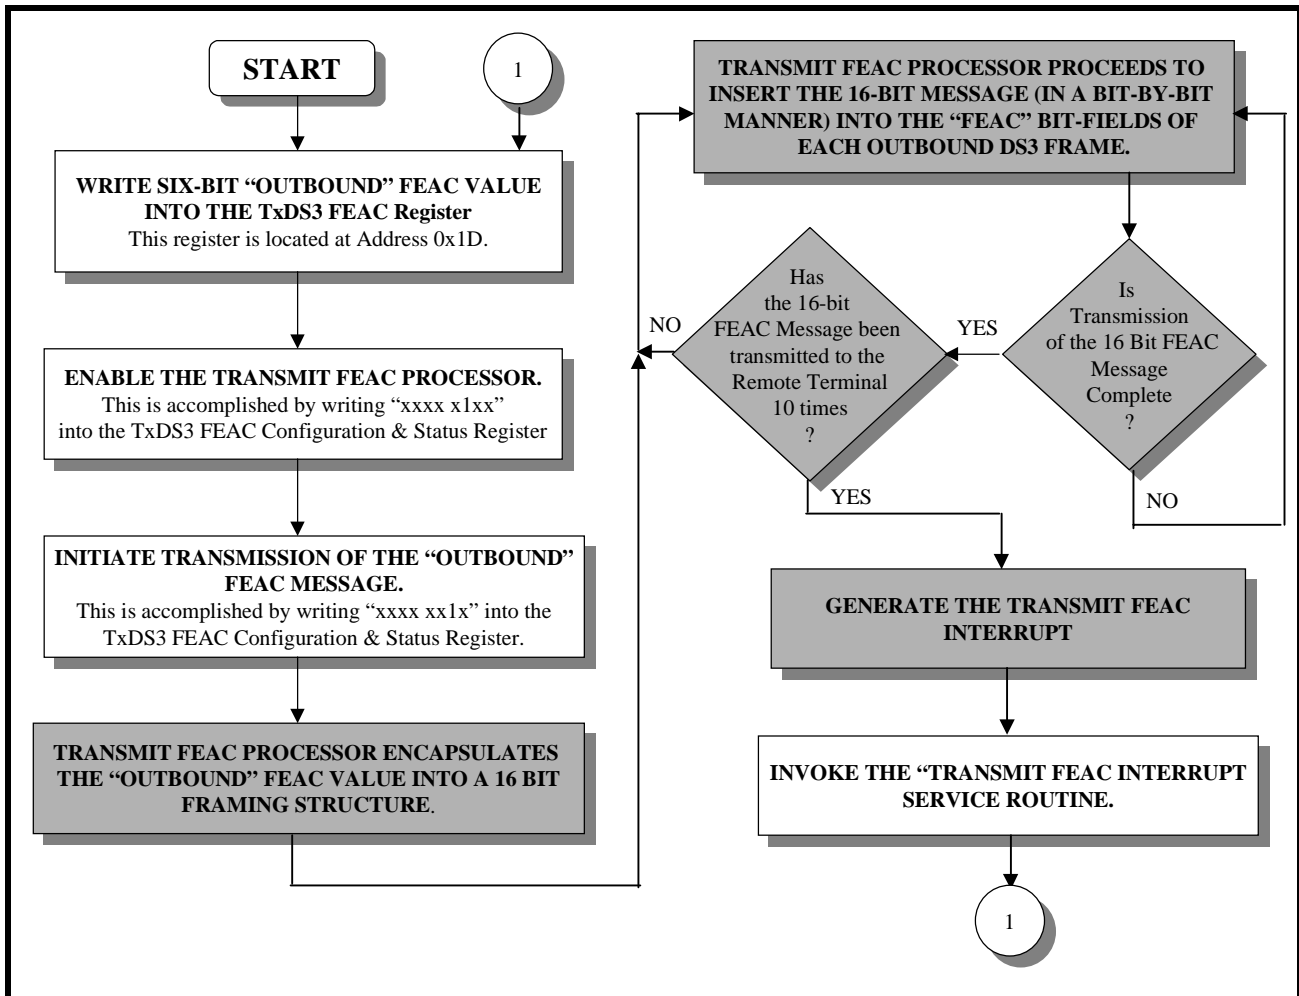 START
1
WRITE SIX-BIT “OUTBOUND” FEAC VALUE
INTO THE TxDS3 FEAC Register
This register is located at Address 0x1D.
ENABLE THE TRANSMIT FEAC PROCESSOR.
This is accomplished by writing “xxxx x1xx”
into the TxDS3 FEAC Configuration & Status Register
INITIATE TRANSMISSION OF THE “OUTBOUND”
FEAC MESSAGE.
This is accomplished by writing “xxxx xx1x” into the
TxDS3 FEAC Configuration & Status Register.
TRANSMIT FEAC PROCESSOR ENCAPSULATES
THE “OUTBOUND” FEAC VALUE INTO A 16 BIT
FRAMING STRUCTURE.
TRANSMIT FEAC PROCESSOR PROCEEDS TO
INSERT THE 16-BIT MESSAGE (IN A BIT-BY-BIT
MANNER) INTO THE “FEAC” BIT-FIELDS OF
EACH OUTBOUND DS3 FRAME.
Is
Transmission
of the 16 Bit FEAC
Message
Complete
?
NO
YES
Has
the 16-bit
FEAC Message been
transmitted to the
Remote Terminal
10 times
?
NO
YES
GENERATE THE TRANSMIT FEAC
INTERRUPT
INVOKE THE “TRANSMIT FEAC INTERRUPT
SERVICE ROUTINE.
1